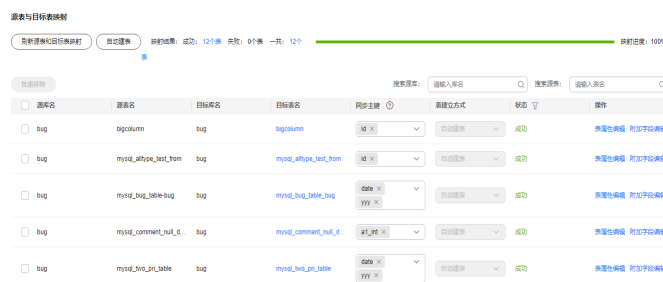 源表与目标表映射
刷新源表和目标表映射 自动建表 映射结果： 成功： 12个表 失败： 0个表 一共： 12个表 映射进度：100%
批量移除 搜索源库： 请输入库名 搜索源表： 请输入表名
源库名 源表名 目标库名 目标表名 同步主键 表建立方式 状态 操作
bug bigcolumn bug bigcolumn id × 自动建表 成功 表属性编辑 附加字段编辑
bug mysql_alltype_test_from bug mysql_alltype_test_from id × 自动建表 成功 表属性编辑 附加字段编辑
bug mysql_bug_table-bug bug mysql_bug_table_bug date × yyy × 自动建表 成功 表属性编辑 附加字段编辑
bug mysql_comment_null_d... bug mysql_comment_null_d... a1_int × 自动建表 成功 表属性编辑 附加字段编辑
bug mysql_two_pri_table bug mysql_two_pri_table date × yyy × 自动建表 成功 表属性编辑 附加字段编辑